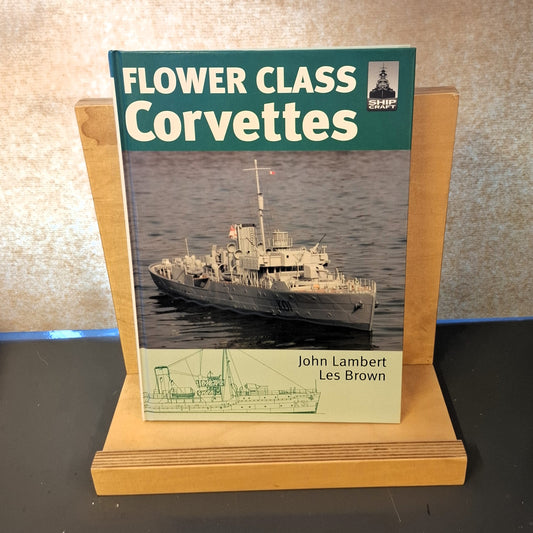 FLOWER CLASS
Corvettes
SHIP
CRAFT
John Lambert
Les Brown